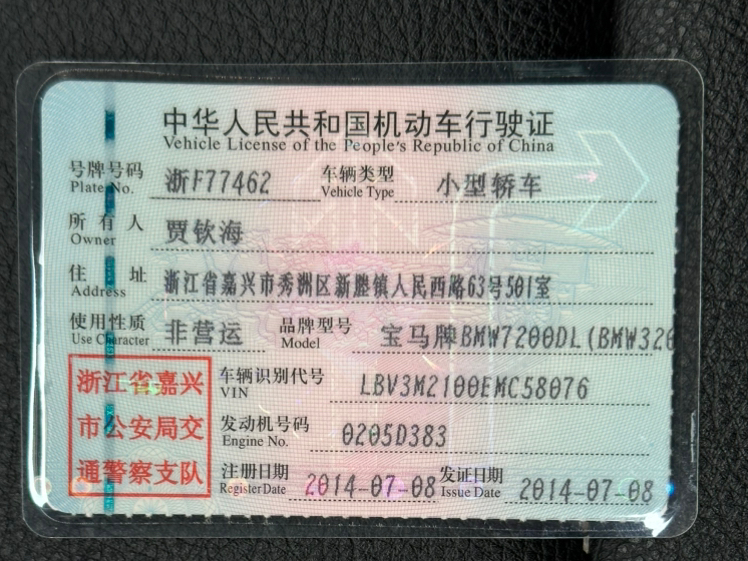 中华人民共和国机动车行驶证
Vehicle License of the People's Republic of China
号牌号码 浙F77462 车辆类型 小型轿车
Plate No. Vehicle Type
所有人 贾钦海
Owner
住址 浙江省嘉兴市秀洲区新塍镇人民西路63号501室
Address
使用性质 非营运 品牌型号 宝马牌BMW7200DL(BMW320
Use Character Model
浙江省嘉兴
市公安局交
通警察支队
车辆识别代号 LBV3M2100EMC58076
VIN
发动机号码 0205D383
Engine No.
注册日期 2014-07-08 发证日期 2014-07-08
Register Date Issue Date